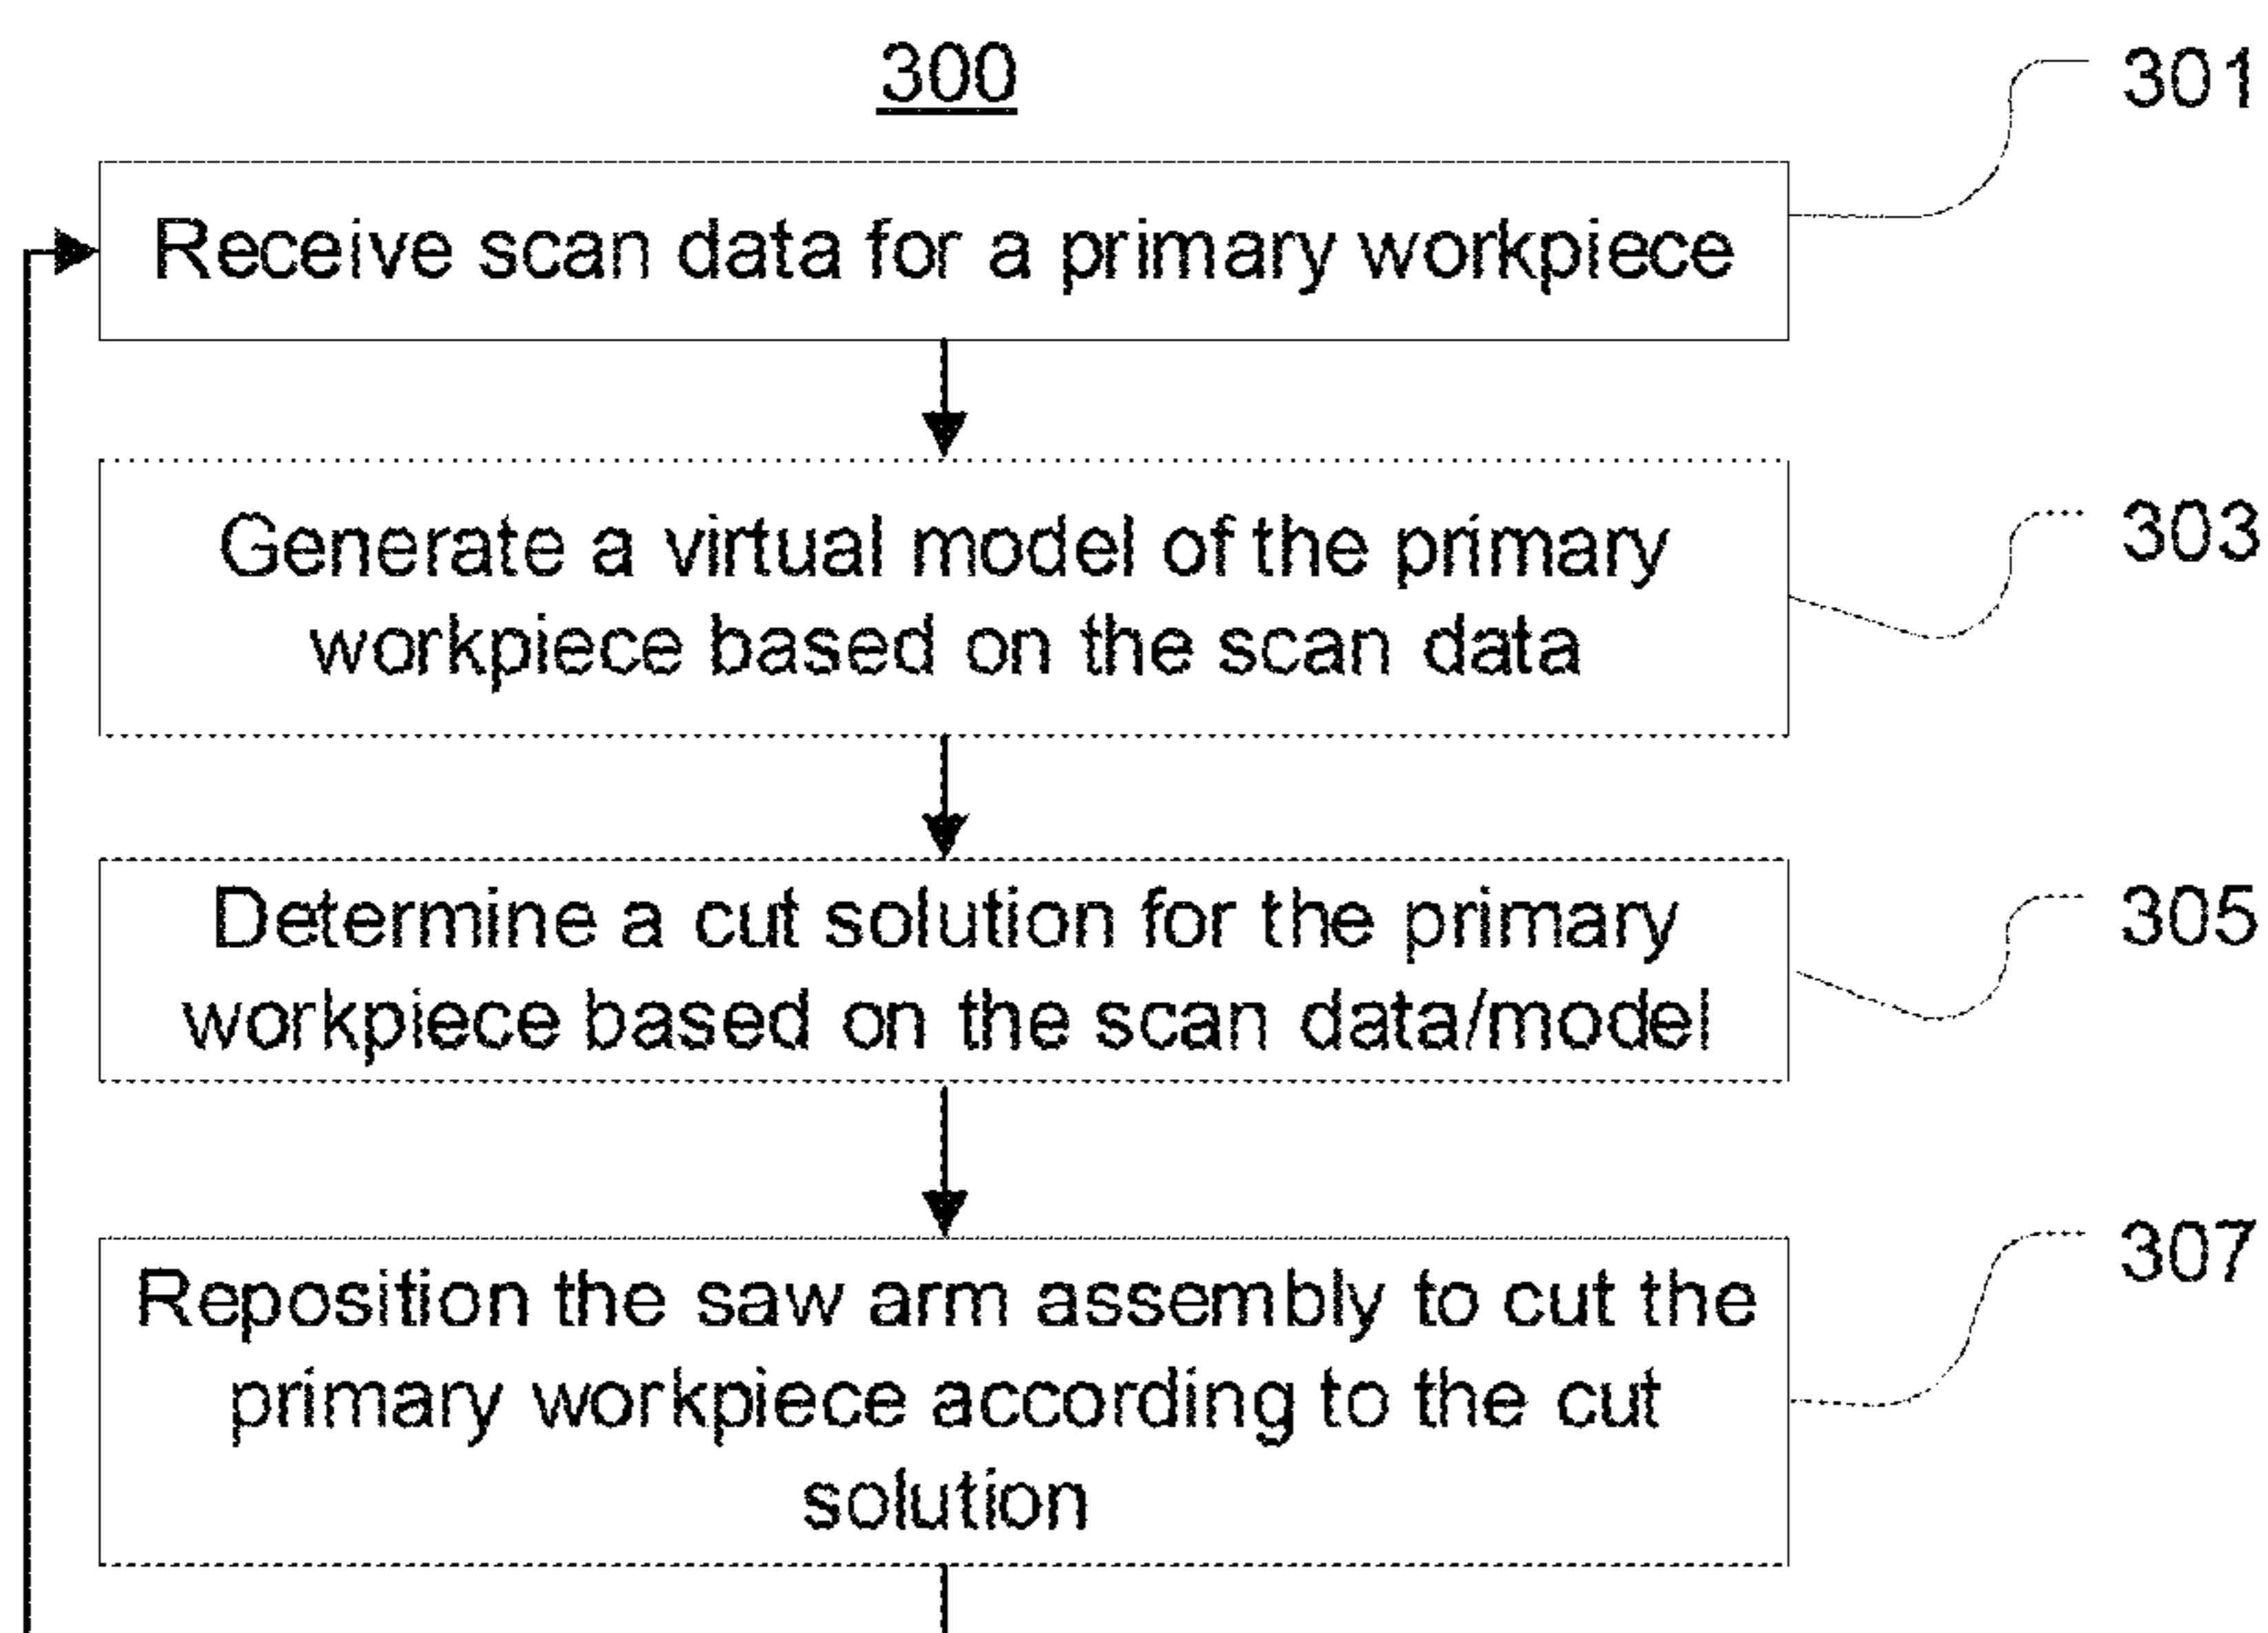 300
301
Receive scan data for a primary workpiece
303
Generate a virtual model of the primary
workpiece based on the scan data
305
Determine a cut solution for the primary
workpiece based on the scan data/model
307
Reposition the saw arm assembly to cut the
primary workpiece according to the cut
solution